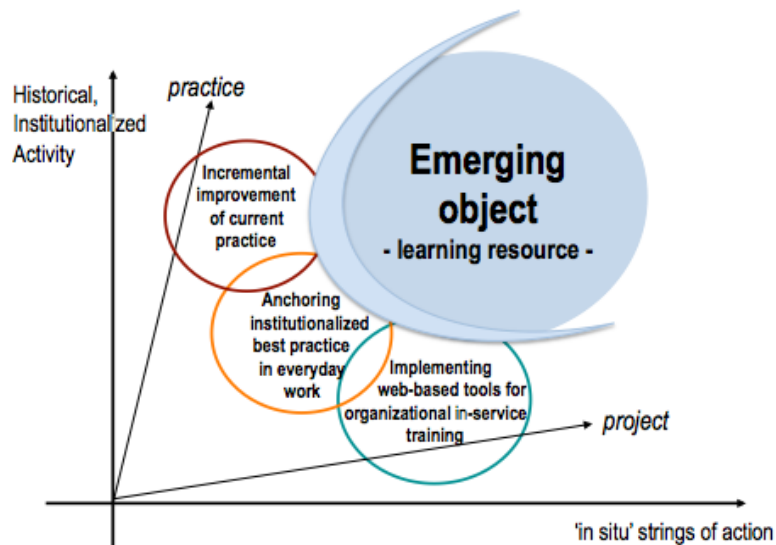 Historical,
Institutionalized
Activity
practice
Incremental
improvement
of current
practice
Emerging
object
- learning resource -
Anchoring
institutionalized
best practice
in everyday
work
Implementing
web-based tools for
organizational in-service
training
project
'in situ' strings of action